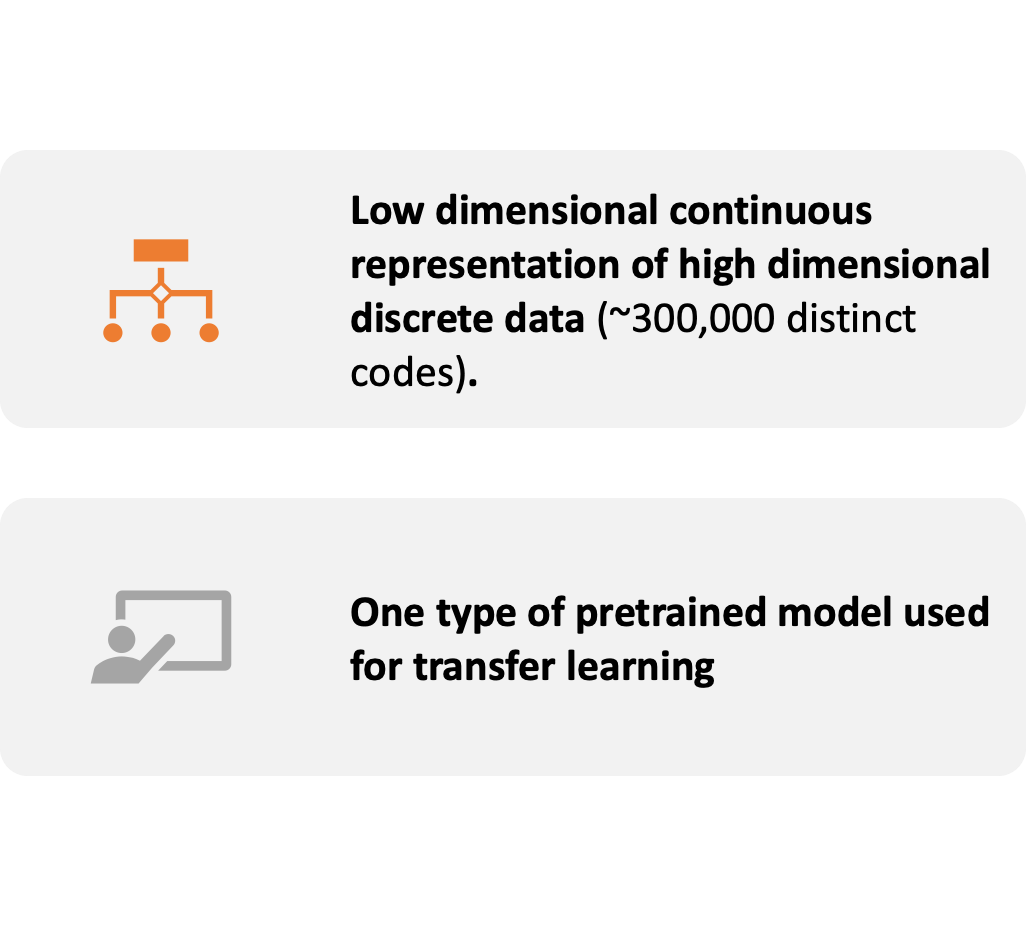 Low dimensional continuous
representation of high dimensional
discrete data (~300,000 distinct
codes).
One type of pretrained model used
for transfer learning